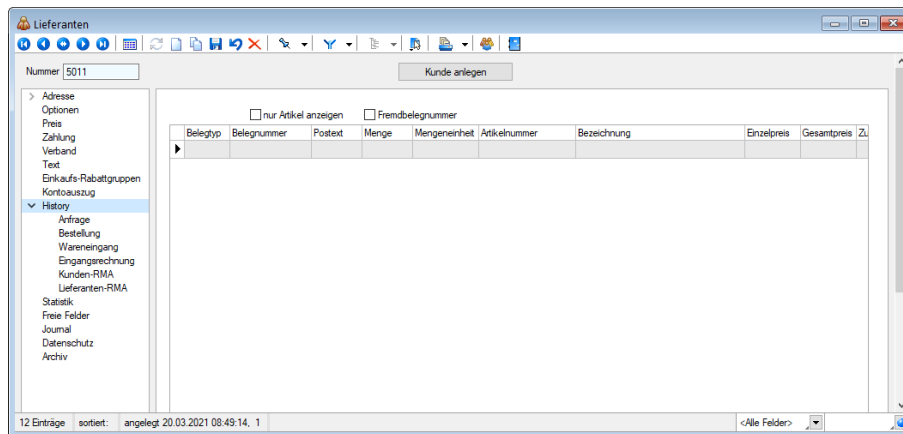 Lieferanten
Nummer 5011 Kunde anlegen
Adresse
Optionen
Preis
Zahlung
Verband
Text
Einkaufs-Rabattgruppen
Kontoauszug
History
Anfrage
Bestellung
Wareneingang
Eingangsrechnung
Kunden-RMA
Lieferanten-RMA
Statistik
Freie Felder
Journal
Datenschutz
Archiv
nur Artikel anzeigen Fremdbelegnummer
Belegtyp Belegnummer Postext Menge Mengeneinheit Artikelnummer Bezeichnung Einzelpreis Gesamtpreis Zu
12 Einträge sortiert: angelegt 20.03.2021 08:49:14, 1 <Alle Felder>